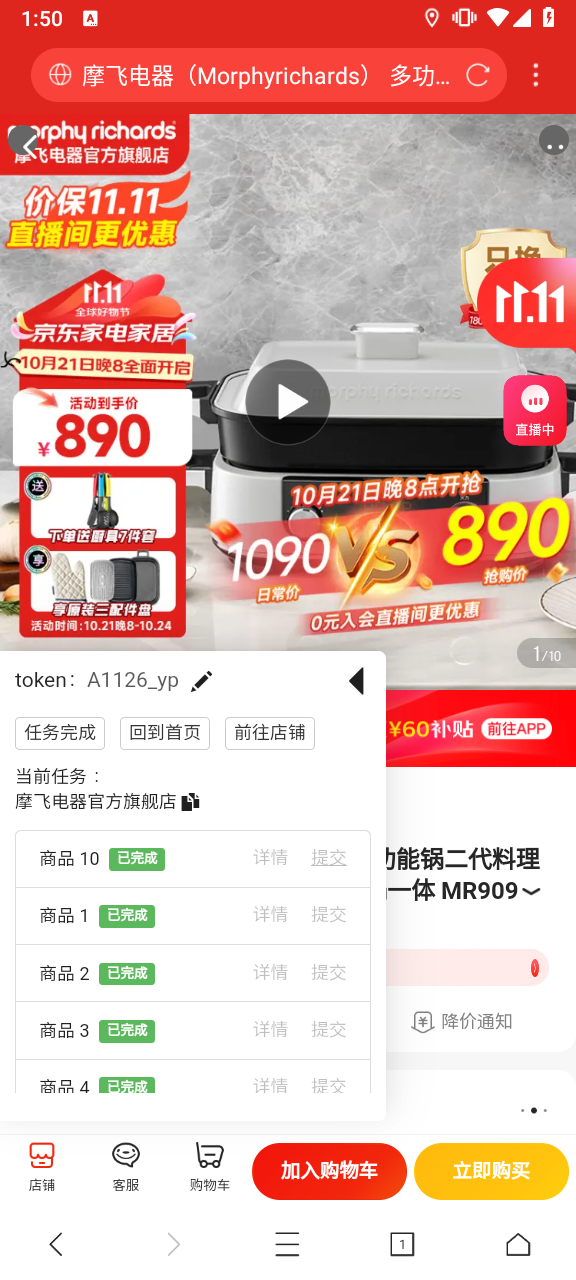 1:50
A
摩飞电器（Morphyrichards） 多功...
morphy richards
摩飞电器官方旗舰店
价保11.11
直播间更优惠
11.11
全球好物节
京东家电家居
10月21日晚8全面开启
活动到手价
¥890
送
下单送厨具7件套
享
享原装三配件盘
活动时间:10.21晚8-10.24
11.11
直播中
morphy richards
10月21日晚8点开抢
1090 VS 890
日常价
抢购价
0元入会直播间更优惠
1/10
token： A1126_yp
任务完成
回到首页
前往店铺
¥60补贴
前往APP
当前任务：
摩飞电器官方旗舰店
商品 10 已完成 详情 提交
商品 1 已完成 详情 提交
商品 2 已完成 详情 提交
商品 3 已完成 详情 提交
商品 4 已完成 详情 提交
功能锅二代料理
一体 MR909
降价通知
店铺
客服
购物车
加入购物车
立即购买
1